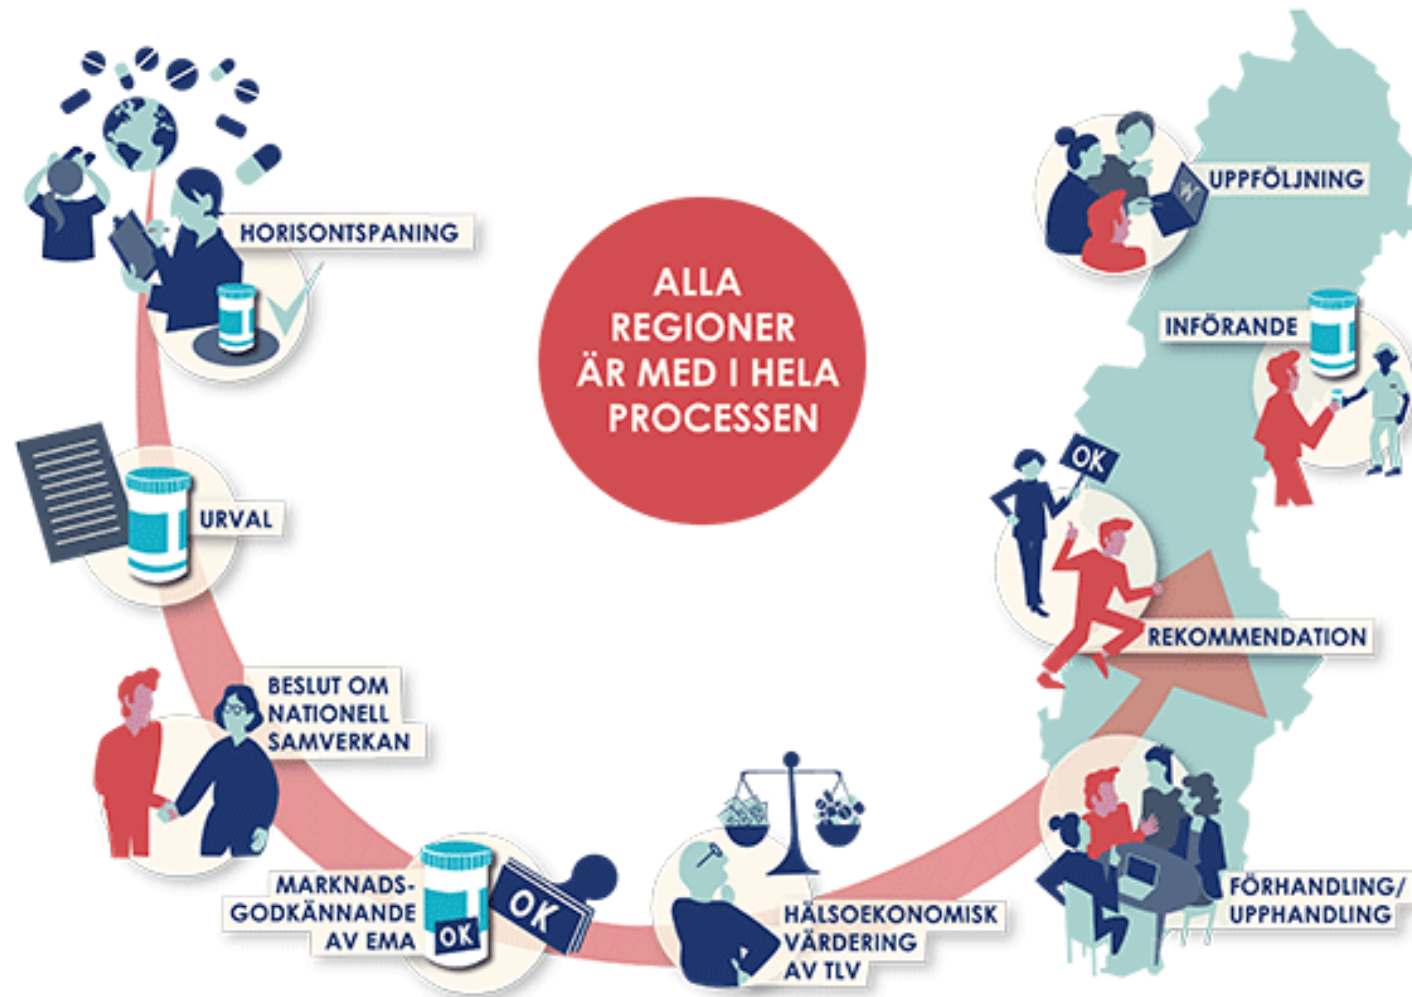 HORISONTSPANING
URVAL
BESLUT OM
NATIONELL
SAMVERKAN
MARKNADS-
GODKÄNNANDE
AV EMA
OK
OK
HÄLSOEKONOMISK
VÄRDERING
AV TLV
FÖRHANDLING/
UPPHANDLING
OK
REKOMMENDATION
INFÖRANDE
UPPFÖLJNING
ALLA
REGIONER
ÄR MED I HELA
PROCESSEN